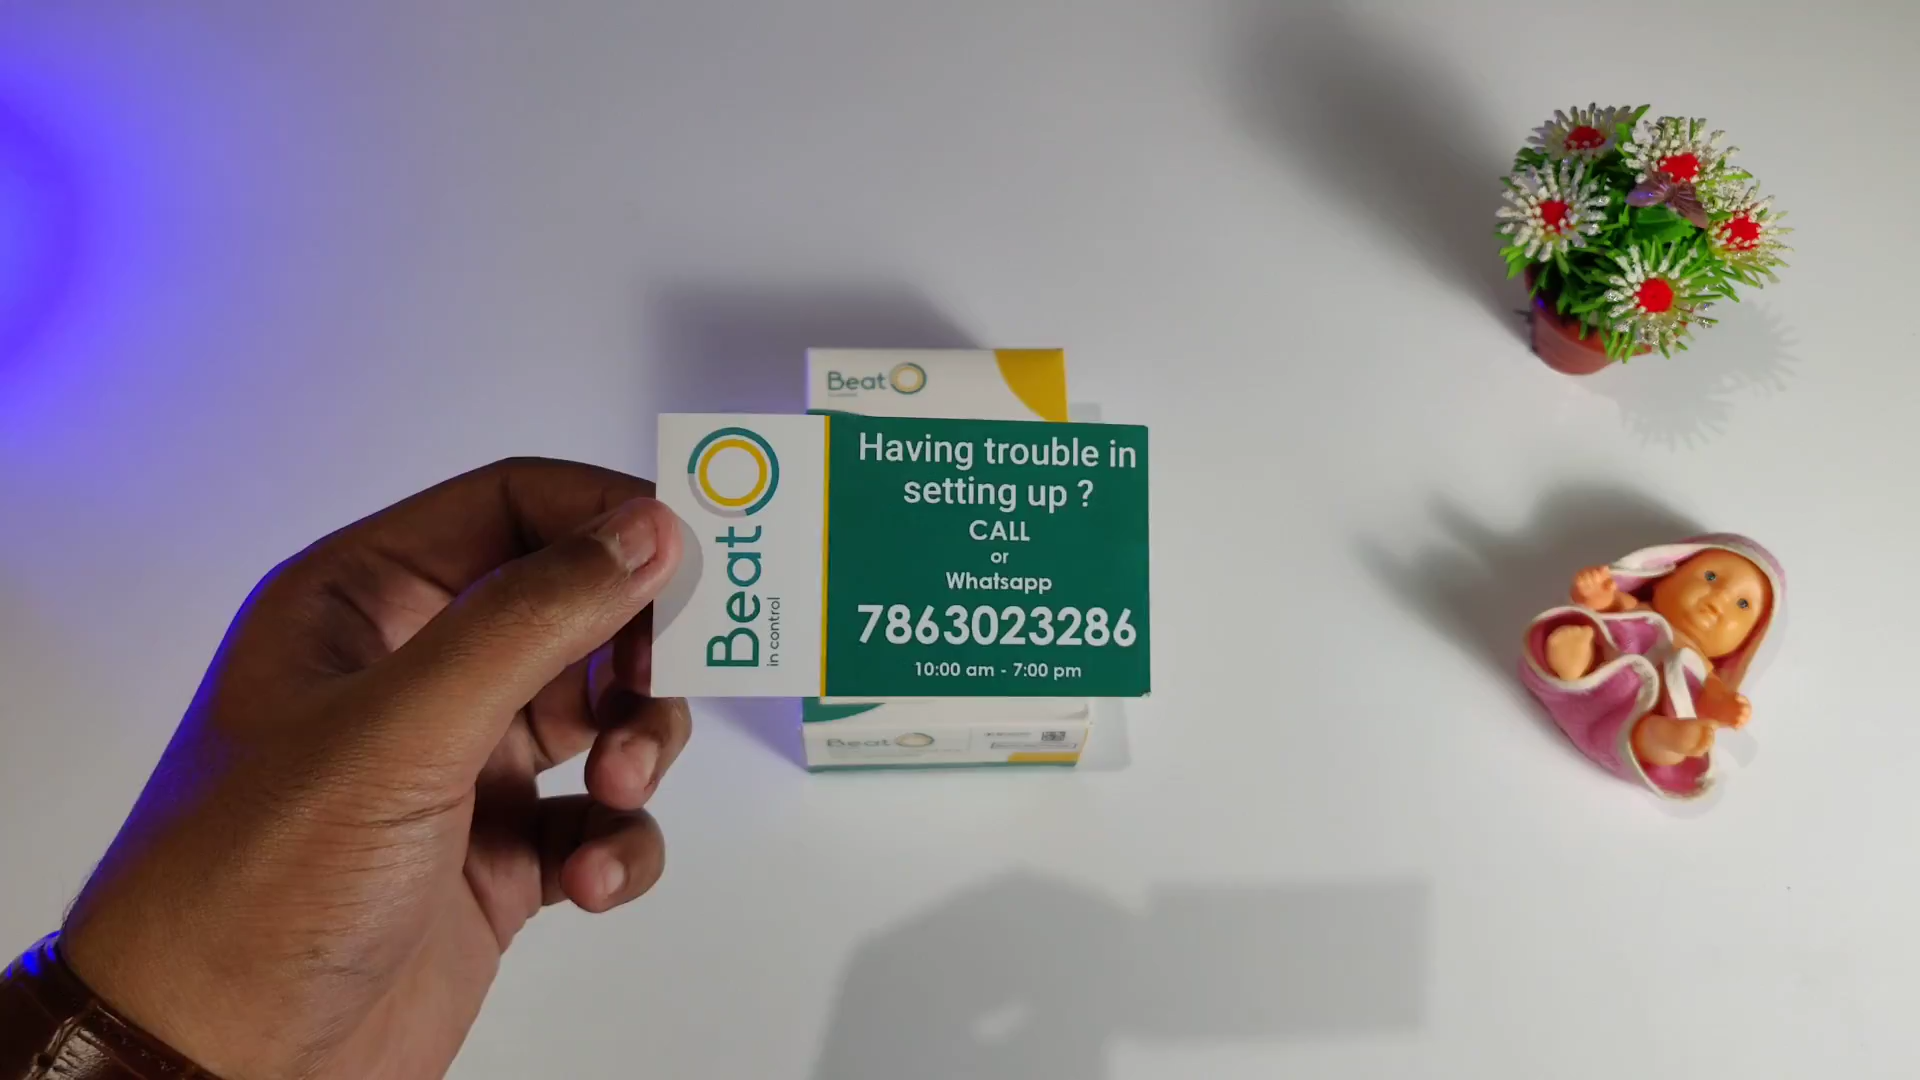 Beat
Beat
in control
Having trouble in
setting up ?
CALL
or
Whatsapp
7863023286
10:00 am - 7:00 pm
Beat